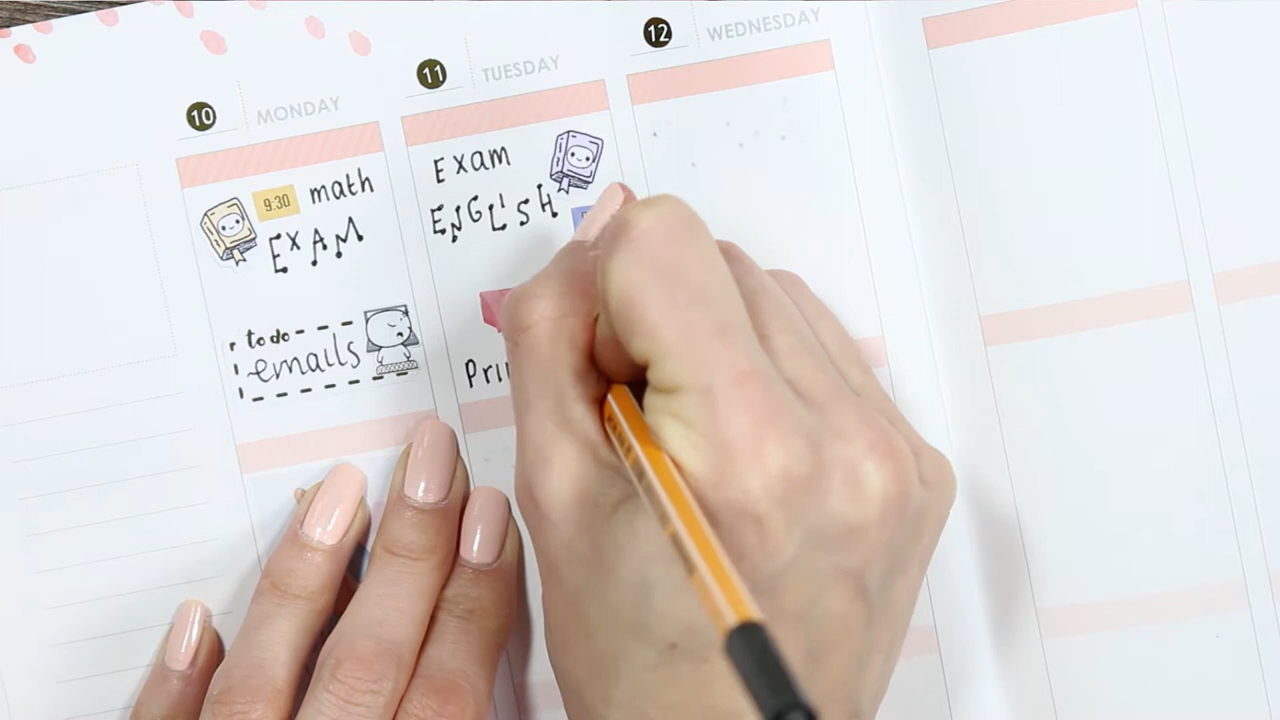 10 MONDAY
9:30 math
EXAM
to do
emails
11 TUESDAY
Exam
ENGLISH
12 WEDNESDAY